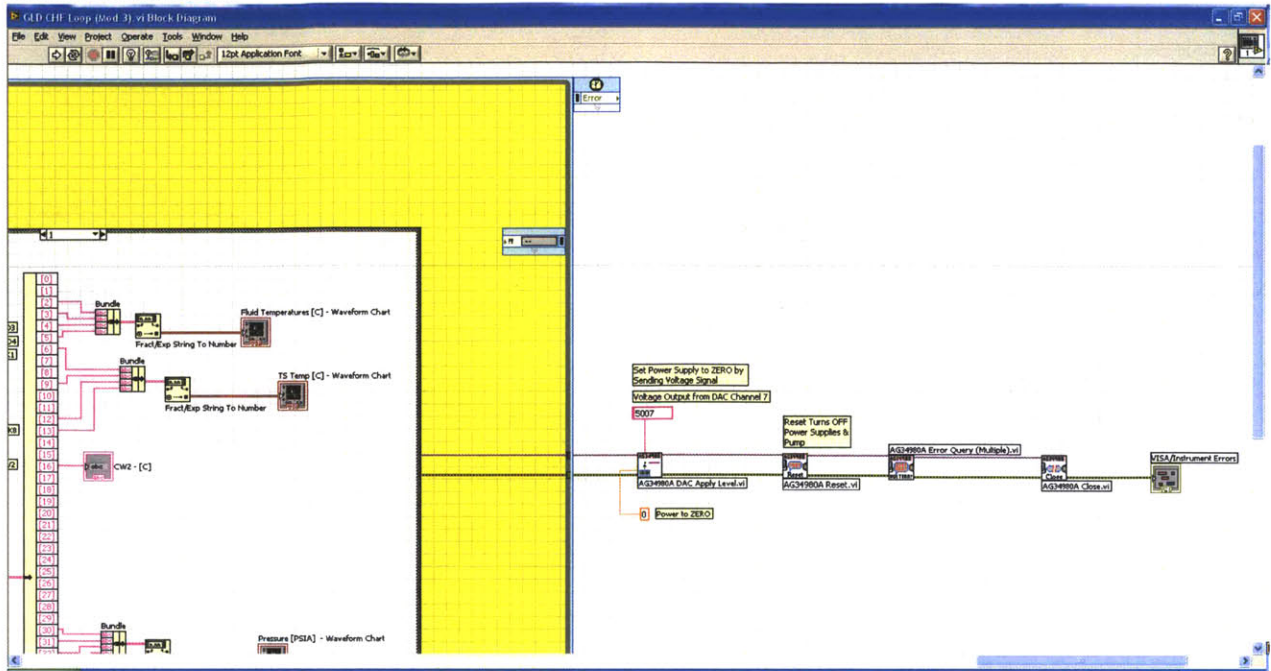 GLD CHF Loop (Mod 3).vi Block Diagram
File Edit View Project Operate Tools Window Help
12pt Application Font
Error
1
[0]
[1]
[2]
[3]
[4]
[5]
[6]
[7]
[8]
[9]
[10]
[11]
[12]
[13]
[14]
[15]
[16]
[17]
[18]
[19]
[20]
[21]
[22]
[23]
[24]
[25]
[26]
[27]
[28]
[29]
[30]
[31]
Bundle
Fract/Exp String To Number
Fluid Temperatures [C] - Waveform Chart
Bundle
Fract/Exp String To Number
TS Temp [C] - Waveform Chart
abc
CW2 - [C]
Bundle
Pressure [PSIA] - Waveform Chart
Set Power Supply to ZERO by
Sending Voltage Signal
Voltage Output from DAC Channel 7
5007
AG34980A DAC Apply Level.vi
0
Power to ZERO
Reset Turns OFF
Power Supplies &
Pump
Reset
AG34980A Reset.vi
AG34980A Error Query (Multiple).vi
Close
AG34980A Close.vi
VISA/Instrument Errors